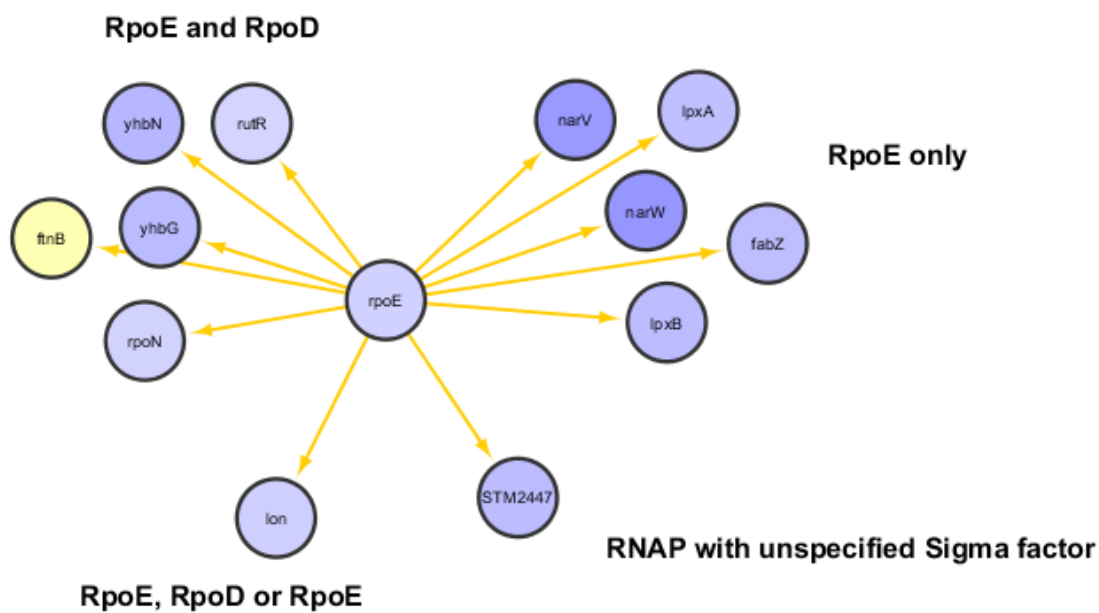 RpoE and RpoD
yhbN
rutR
narV
lpxA
RpoE only
ftnB
yhbG
narW
fabZ
rpoE
rpoN
lpxB
lon
STM2447
RNAP with unspecified Sigma factor
RpoE, RpoD or RpoE